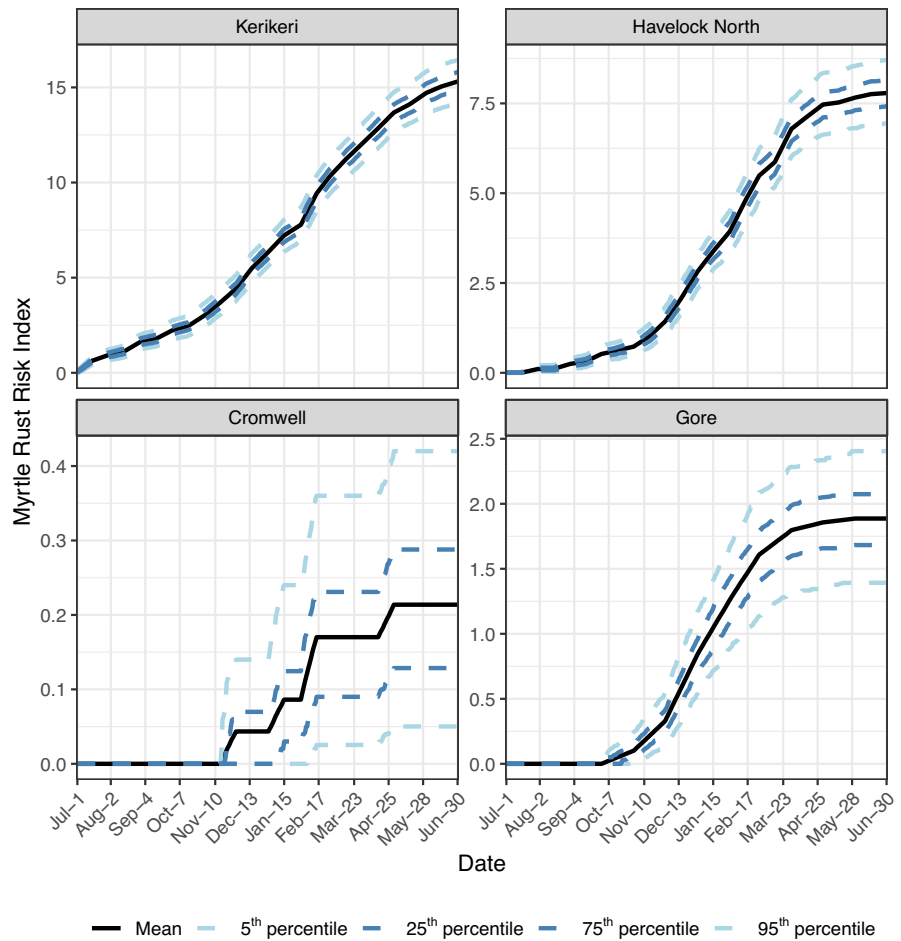 Kerikeri
Havelock North
15
10
5
0
7.5
5.0
2.5
0.0
Myrtle Rust Risk Index
Cromwell
Gore
0.4
0.3
0.2
0.1
0.0
2.5
2.0
1.5
1.0
0.5
0.0
Jul−1 Aug−2 Sep−4 Oct−7 Nov−10 Dec−13 Jan−15 Feb−17 Mar−23 Apr−25 May−28 Jun−30
Jul−1 Aug−2 Sep−4 Oct−7 Nov−10 Dec−13 Jan−15 Feb−17 Mar−23 Apr−25 May−28 Jun−30
Date
Mean 5th percentile 25th percentile 75th percentile 95th percentile